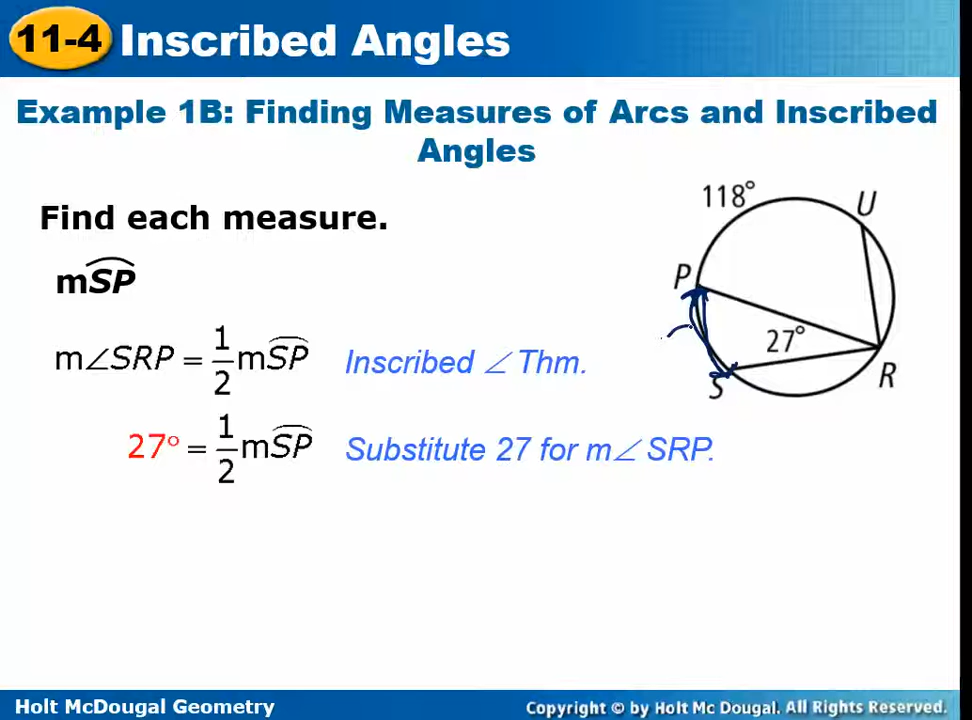 11-4 Inscribed Angles
Example 1B: Finding Measures of Arcs and Inscribed
Angles
Find each measure.
mSP
118°
U
P
27°
S
R
m∠SRP = 1/2 mSP Inscribed ∠ Thm.
27° = 1/2 mSP Substitute 27 for m∠ SRP.
Holt McDougal Geometry
Copyright © by Holt Mc Dougal. All Rights Reserved.